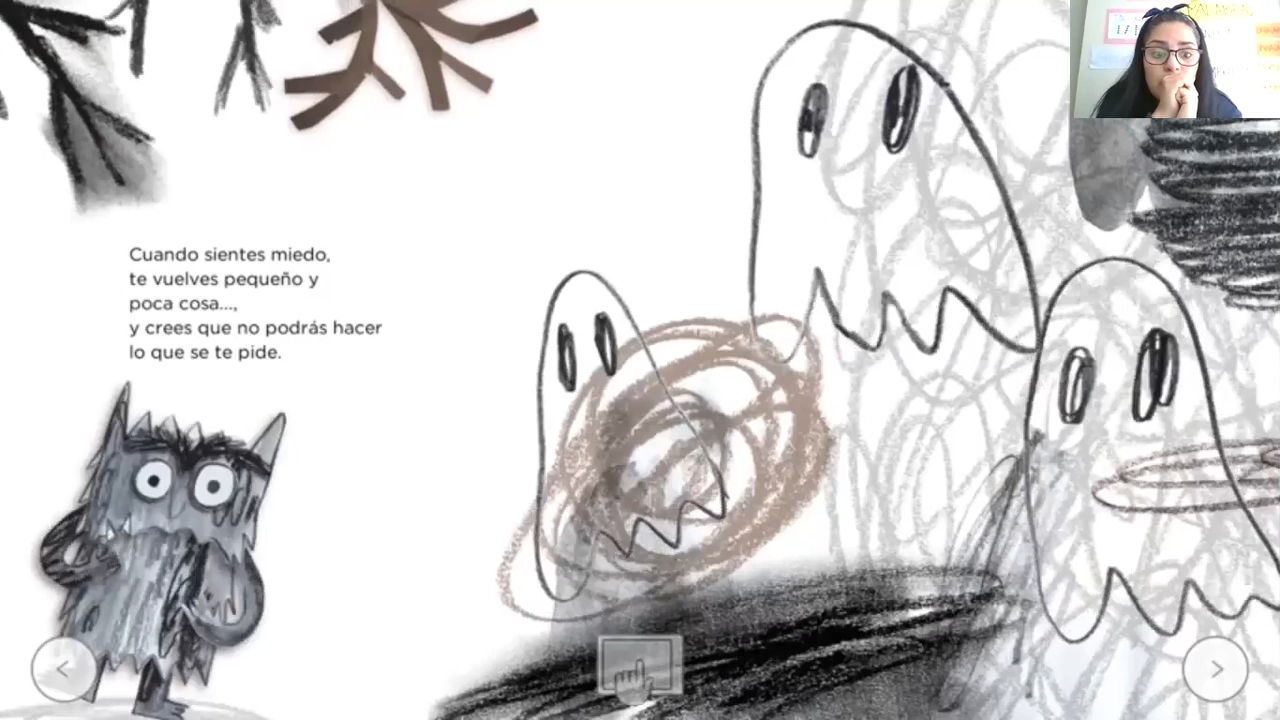 Cuando sientes miedo,
te vuelves pequeño y
poca cosa...,
y crees que no podrás hacer
lo que se te pide.